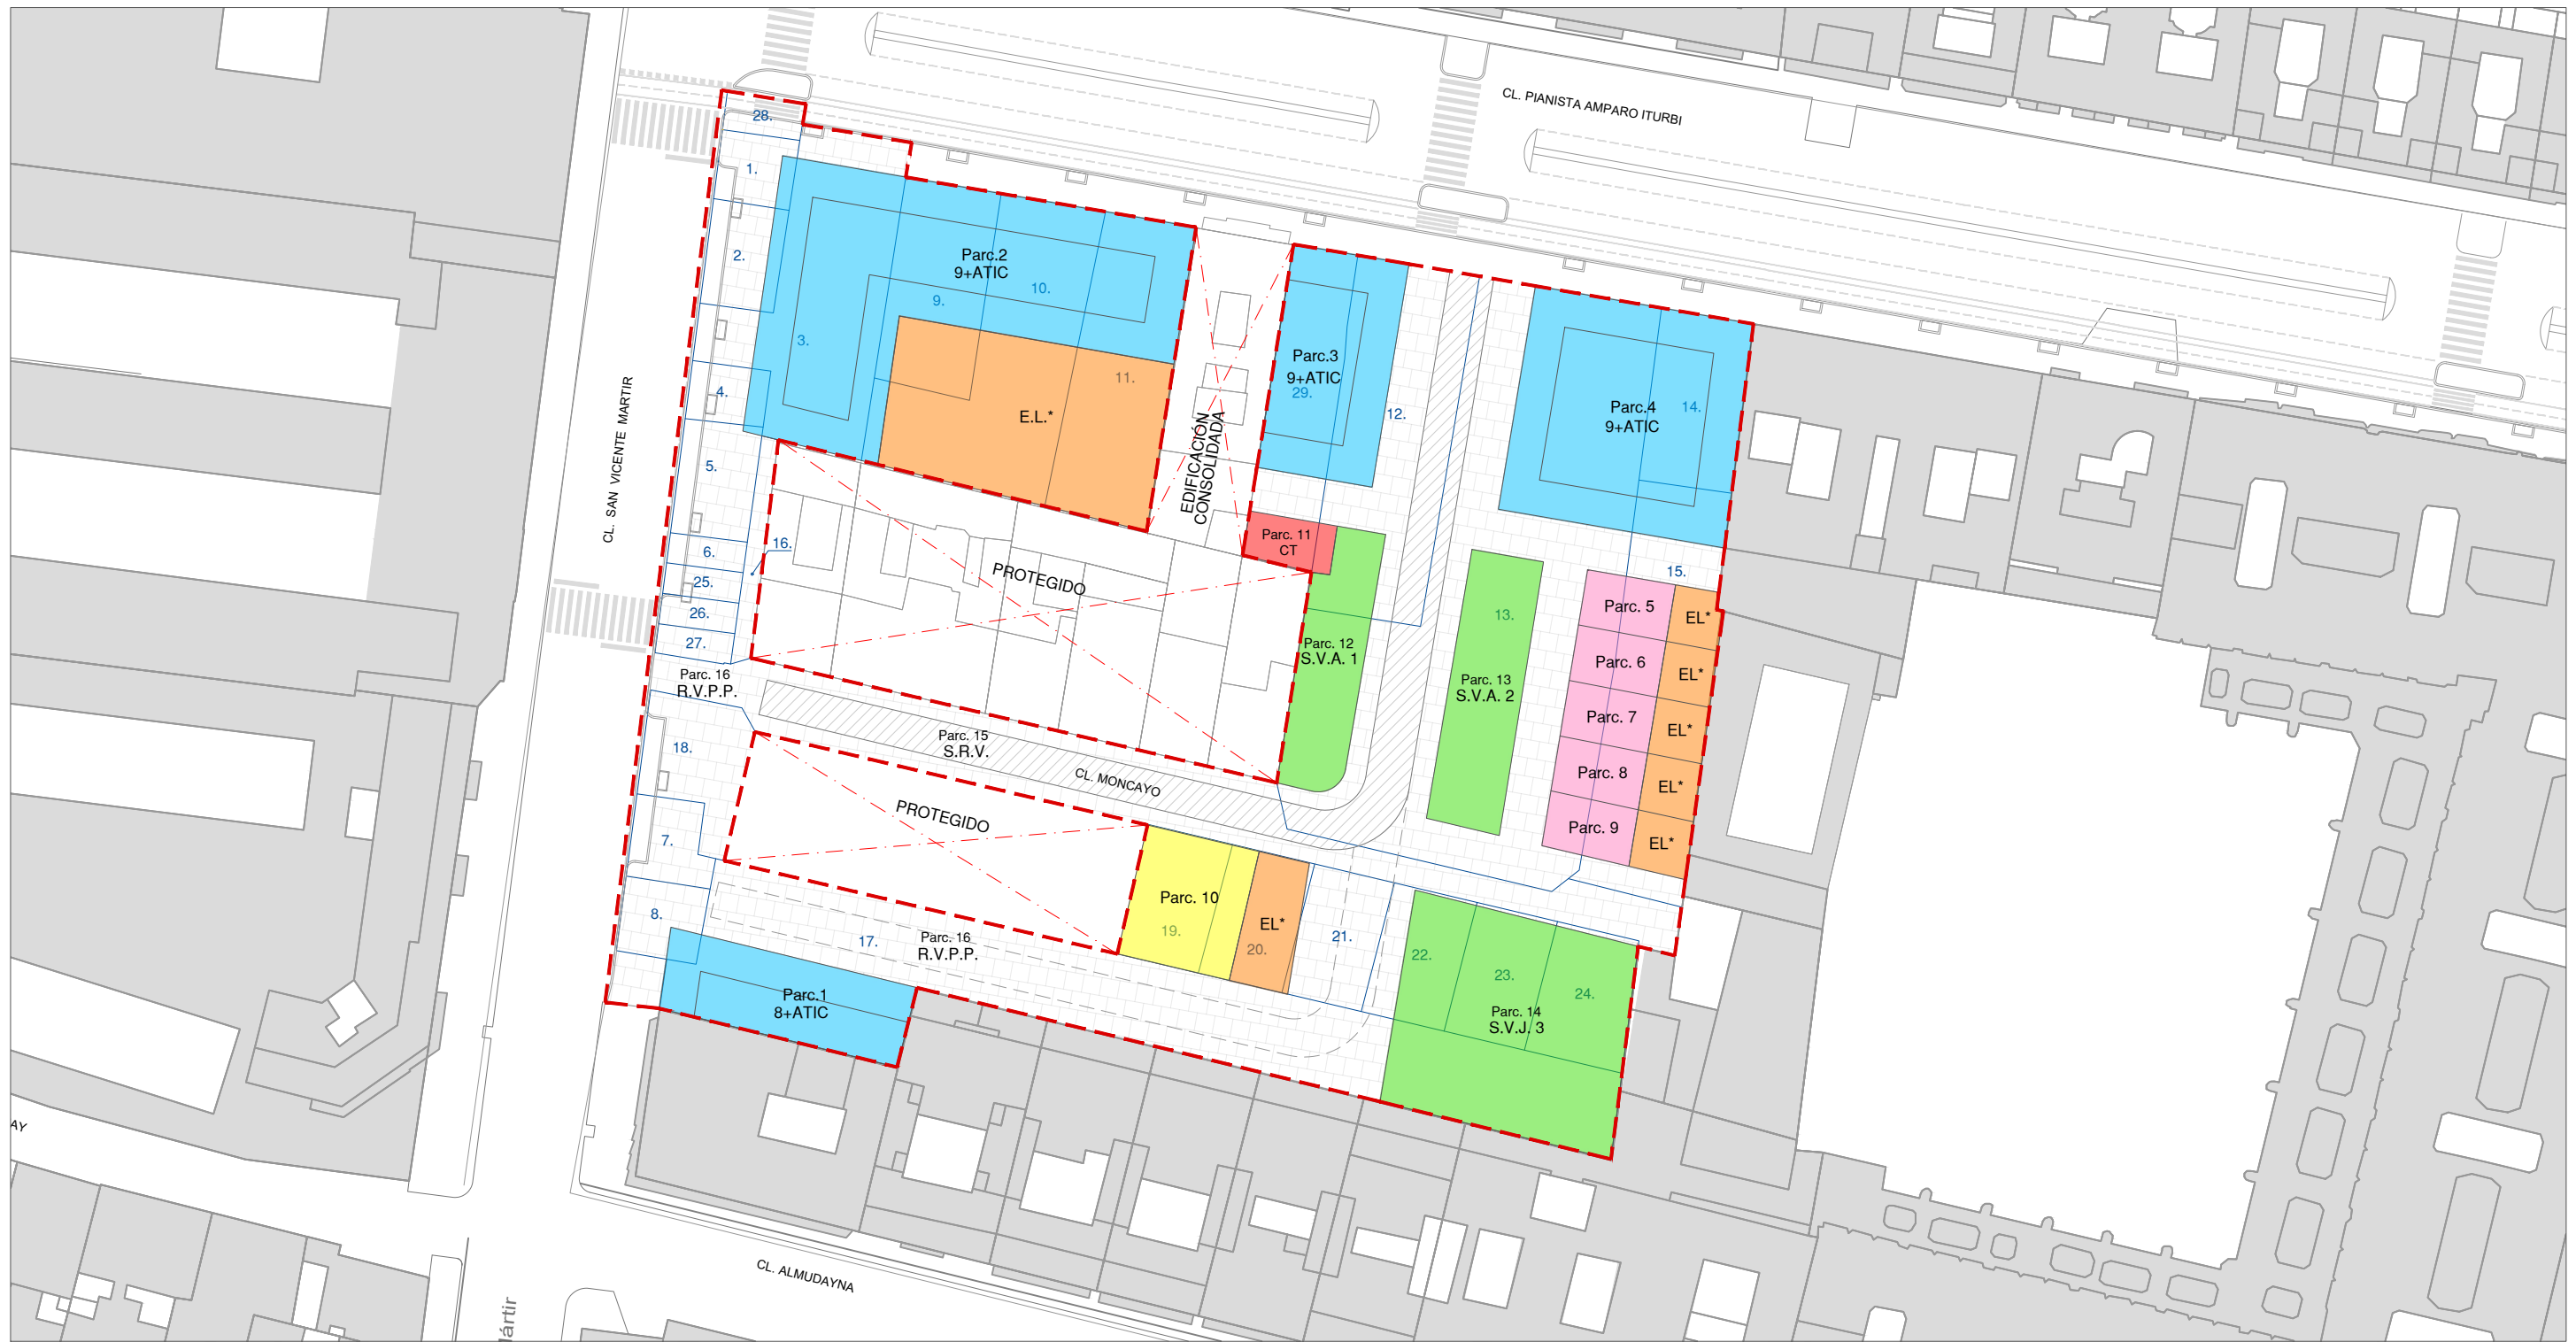 CL. PIANISTA AMPARO ITURBI
28.
1.
2.
Parc.2
9+ATIC
9.
10.
3.
11.
E.L.*
4.
5.
EDIFICACIÓN
CONSOLIDADA
Parc.3
9+ATIC
29.
12.
Parc.4
9+ATIC
14.
CL. SAN VICENTE MARTIR
6.
16.
25.
26.
27.
PROTEGIDO
Parc. 11
CT
15.
13.
Parc. 12
S.V.A. 1
Parc. 13
S.V.A. 2
Parc. 5
EL*
Parc. 6
EL*
Parc. 7
EL*
Parc. 8
EL*
Parc. 9
EL*
Parc. 16
R.V.P.P.
18.
Parc. 15
S.R.V.
CL. MONCAYO
PROTEGIDO
7.
8.
17.
Parc. 16
R.V.P.P.
Parc. 10
19.
EL*
20.
21.
22.
23.
24.
Parc. 14
S.V.J. 3
Parc.1
8+ATIC
AY
CL. ALMUDAYNA
ártir